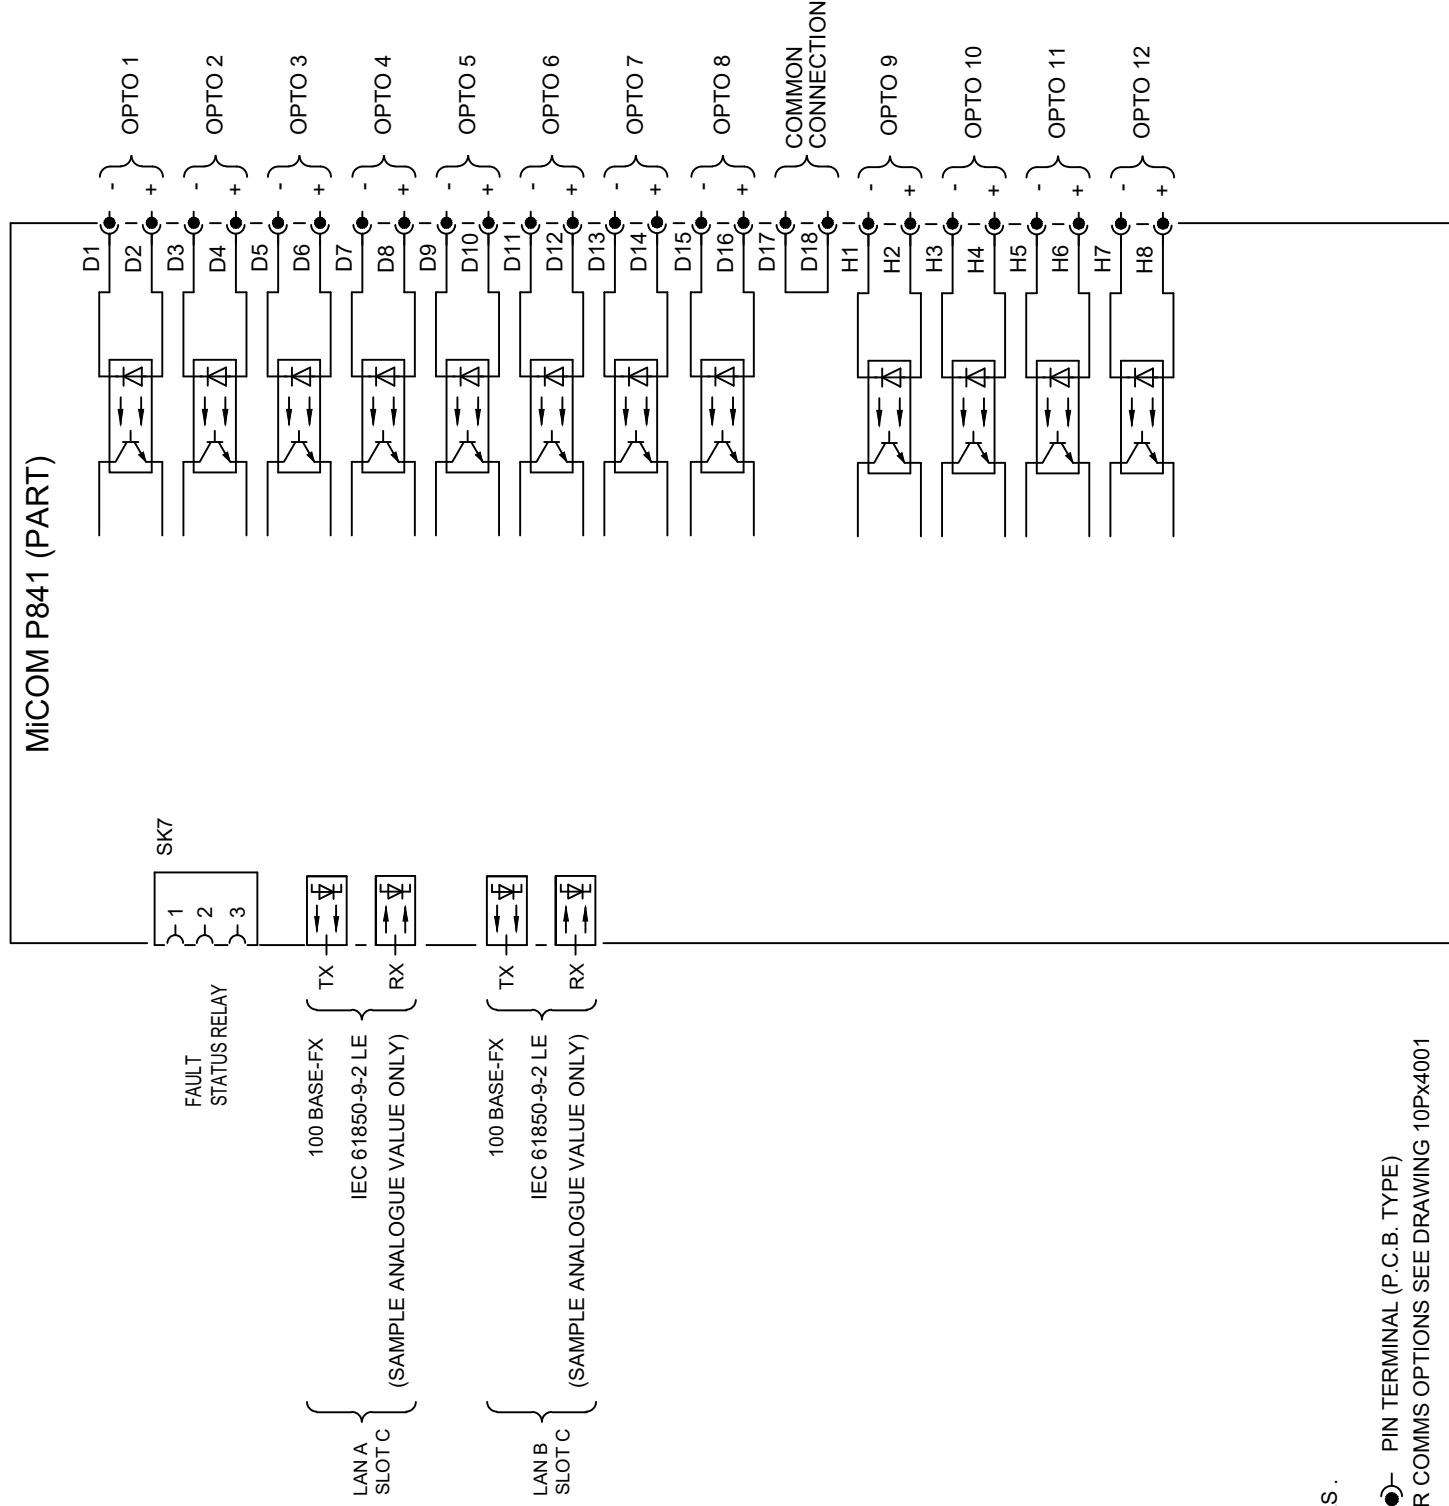 MiCOM P841 (PART)
OPTO 1
OPTO 2
OPTO 3
OPTO 4
OPTO 5
OPTO 6
OPTO 7
OPTO 8
COMMON
CONNECTION
OPTO 9
OPTO 10
OPTO 11
OPTO 12
-
+
-
+
-
+
-
+
-
+
-
+
-
+
-
+
-
+
-
+
-
+
-
+
D1
D2
D3
D4
D5
D6
D7
D8
D9
D10
D11
D12
D13
D14
D15
D16
D17
D18
H1
H2
H3
H4
H5
H6
H7
H8
SK7
1
2
3
FAULT
STATUS RELAY
TX
RX
100 BASE-FX
IEC 61850-9-2 LE
(SAMPLE ANALOGUE VALUE ONLY)
LAN A
SLOT C
TX
RX
100 BASE-FX
IEC 61850-9-2 LE
(SAMPLE ANALOGUE VALUE ONLY)
LAN B
SLOT C
S.
PIN TERMINAL (P.C.B. TYPE)
R COMMS OPTIONS SEE DRAWING 10Px4001